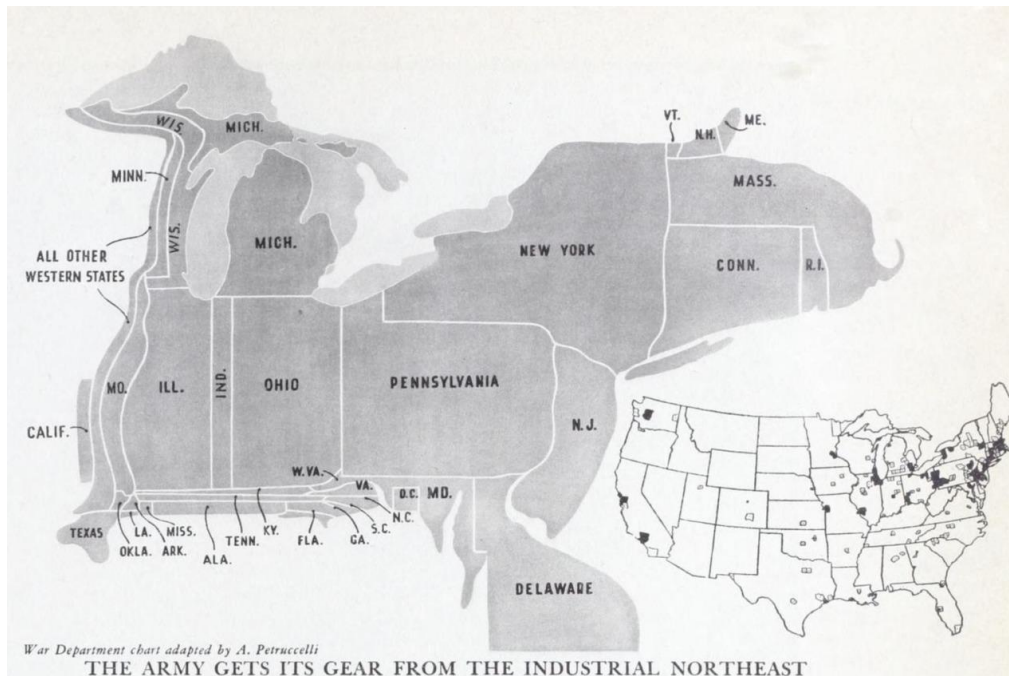 VT.
ME.
WIS.
MICH.
N.H.
MINN.
MASS.
WIS.
MICH.
NEW YORK
CONN.
R.I.
ALL OTHER
WESTERN STATES
MO.
ILL.
IND.
OHIO
PENNSYLVANIA
N.J.
CALIF.
W.VA.
VA.
D.C.
MD.
N.C.
TEXAS
LA.
MISS.
KY.
S.C.
OKLA.
ARK.
TENN.
FLA.
GA.
ALA.
DELAWARE
War Department chart adapted by A. Petruccelli
THE ARMY GETS ITS GEAR FROM THE INDUSTRIAL NORTHEAST